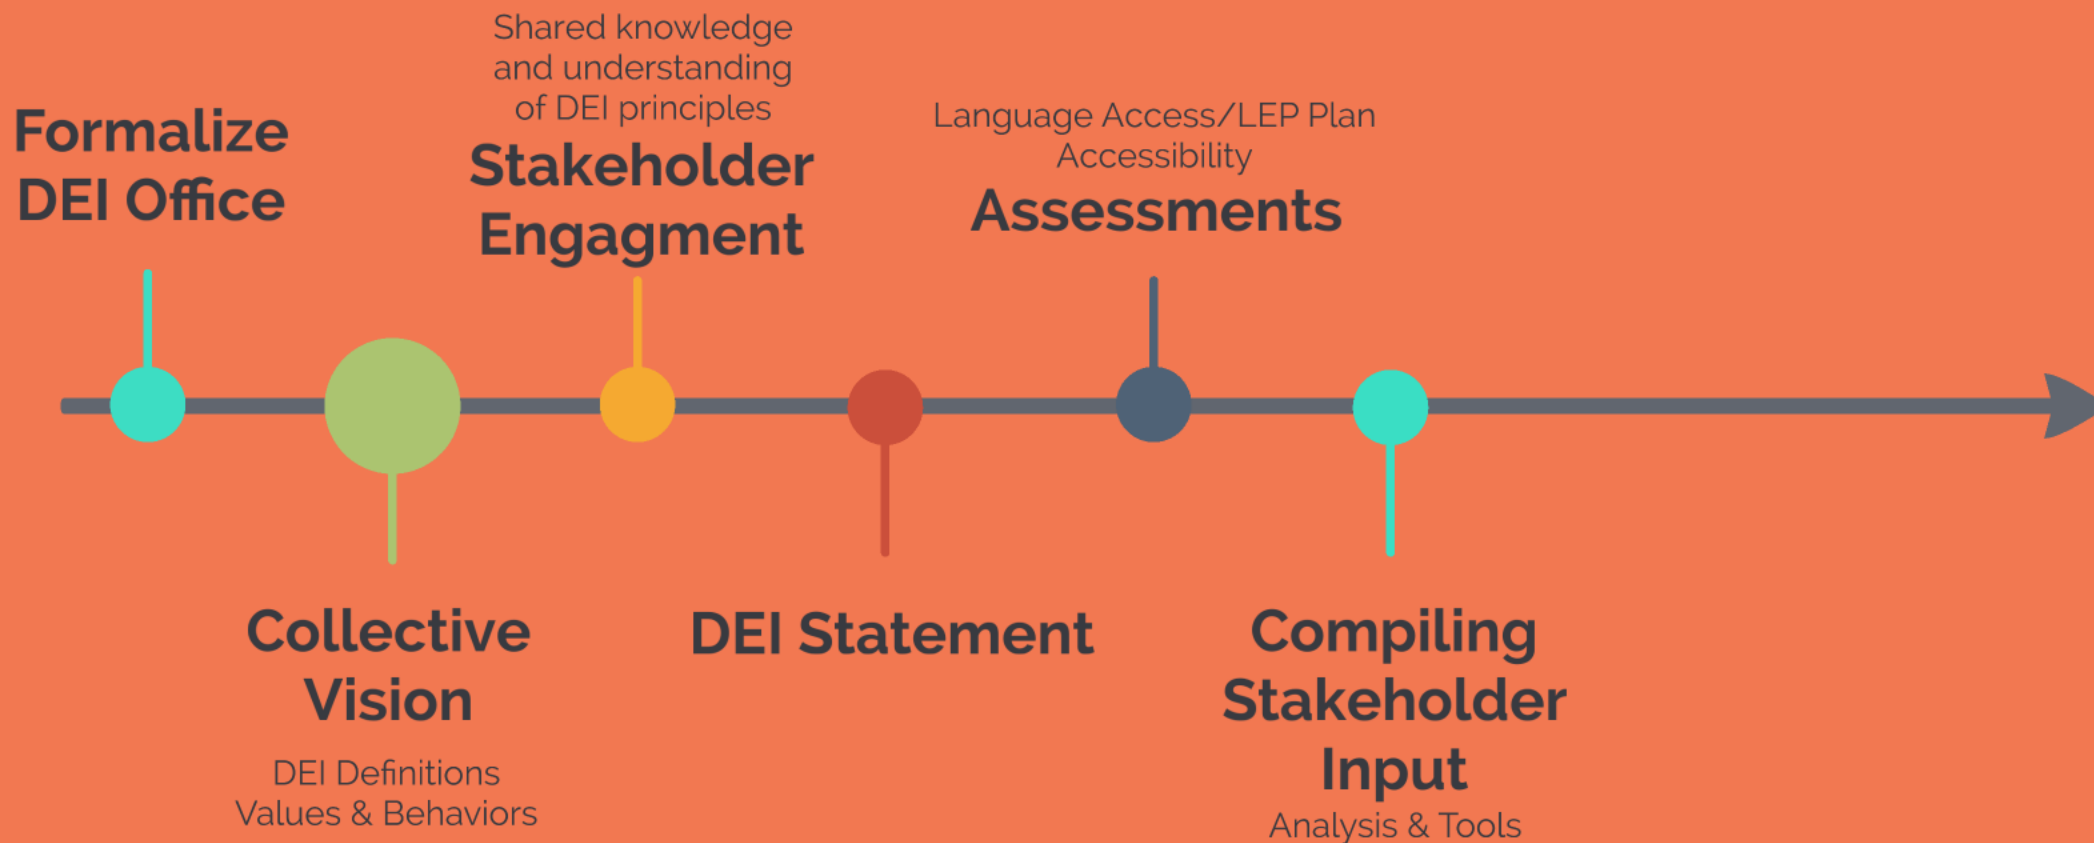 Formalize
DEI Office
Collective
Vision
DEI Definitions
Values & Behaviors
Shared knowledge
and understanding
of DEI principles
Stakeholder
Engagment
DEI Statement
Language Access/LEP Plan
Accessibility
Assessments
Compiling
Stakeholder
Input
Analysis & Tools